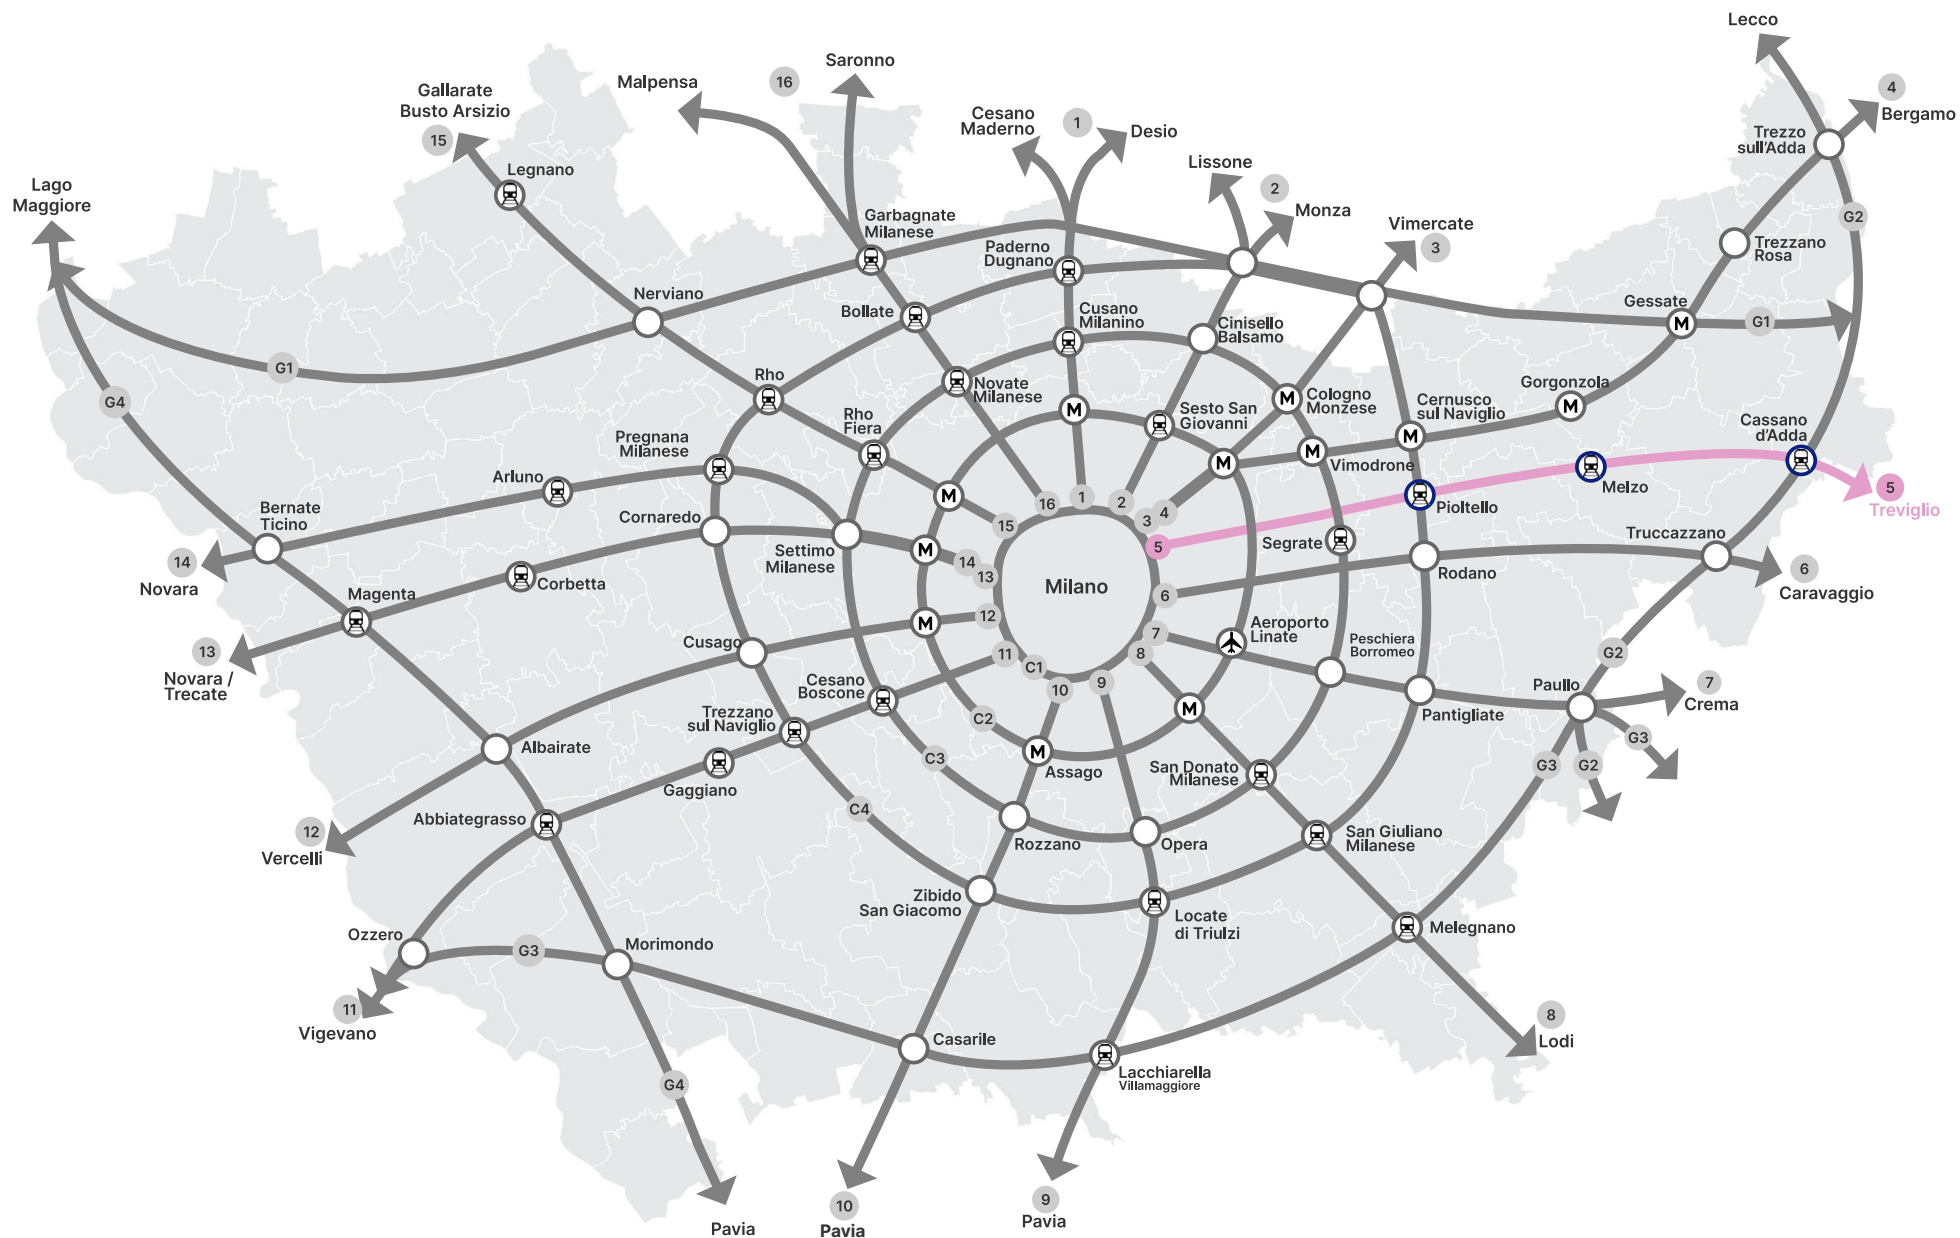 Lecco
4
Bergamo
Trezzo
sull'Adda
Saronno
16
Malpensa
Gallarate
Busto Arsizio
15
Cesano
Maderno
1
Desio
Lissone
2
Monza
Legnano
Lago
Maggiore
Vimercate
3
G2
Trezzano
Rosa
Garbagnate
Milanese
Paderno
Dugnano
Nerviano
Bollate
Cusano
Milanino
Cinisello
Balsamo
Gessate
M
G1
G1
G4
Rho
Novate
Milanese
Cologno
Monzese
M
Gorgonzola
M
Cernusco
sul Naviglio
M
Cassano
d'Adda
Rho
Fiera
M
Sesto San
Giovanni
M
Vimodrone
M
Pregnana
Milanese
Arluno
Melzo
5
Treviglio
Pioltello
Bernate
Ticino
Cornaredo
M
15
16
1
2
3
4
5
Segrate
Truccazzano
Settimo
Milanese
M
14
13
Milano
Rodano
14
Novara
Corbetta
6
6
Caravaggio
Magenta
M
12
7
Aeroporto
Linate
Peschiera
Borromeo
13
Novara /
Trecate
Cusago
11
C1
8
G2
Cesano
Boscone
10
9
Paullo
7
Crema
Trezzano
sul Naviglio
C2
M
Pantigliate
G3
Albairate
C3
M
Assago
San Donato
Milanese
G3
G2
Gaggiano
C4
Abbiategrasso
12
Vercelli
Rozzano
Opera
San Giuliano
Milanese
Zibido
San Giacomo
Locate
di Triulzi
Melegnano
Ozzero
G3
Morimondo
11
Vigevano
8
Lodi
Casarile
Lacchiarella
Villamaggiore
G4
Pavia
10
Pavia
9
Pavia